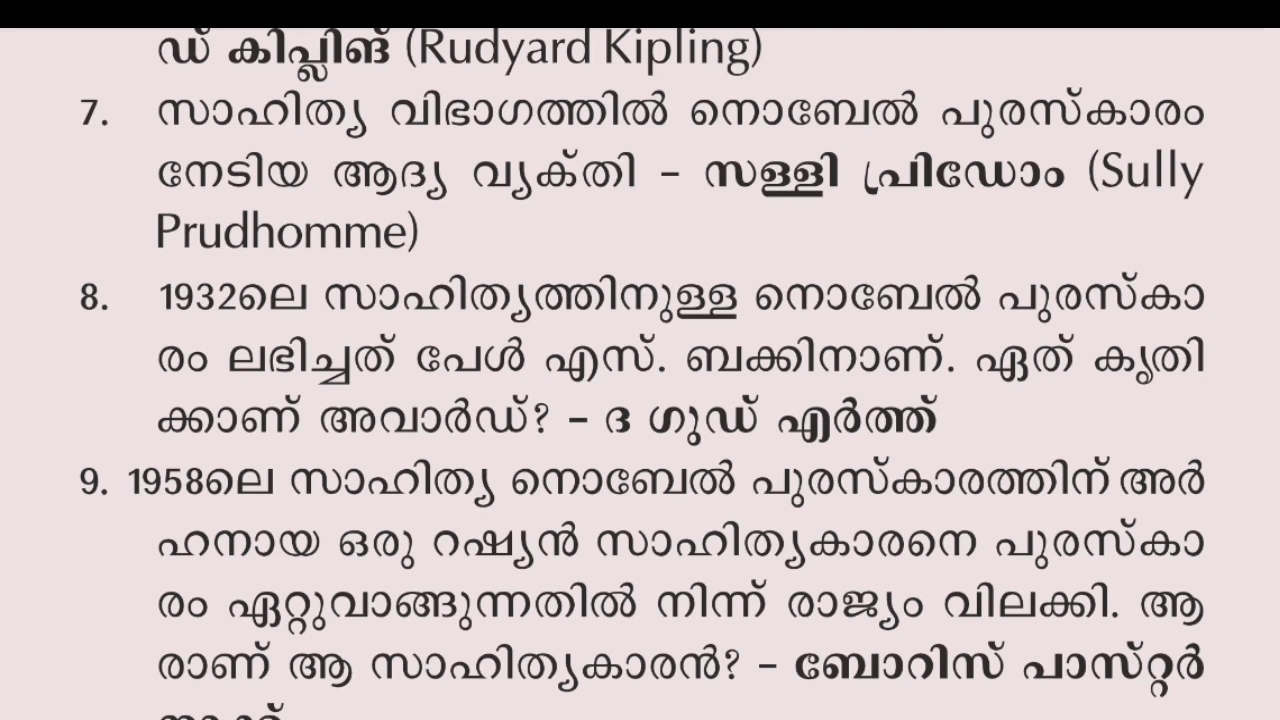 ഡ് കിപ്ലിങ് (Rudyard Kipling)
7. സാഹിത്യ വിഭാഗത്തിൽ നൊബേൽ പുരസ്കാരം
നേടിയ ആദ്യ വ്യക്തി – സള്ളി പ്രിഡോം (Sully
Prudhomme)
8. 1932ലെ സാഹിത്യത്തിനുള്ള നൊബേൽ പുരസ്കാ
രം ലഭിച്ചത് പേൾ എസ്. ബക്കിനാണ്. ഏത് കൃതി
ക്കാണ് അവാർഡ്? – ദ ഗുഡ് എർത്ത്
9. 1958ലെ സാഹിത്യ നൊബേൽ പുരസ്കാരത്തിന് അർ
ഹനായ ഒരു റഷ്യൻ സാഹിത്യകാരനെ പുരസ്കാ
രം ഏറ്റുവാങ്ങുന്നതിൽ നിന്ന് രാജ്യം വിലക്കി. ആ
രാണ് ആ സാഹിത്യകാരൻ? – ബോറിസ് പാസ്റ്റർ